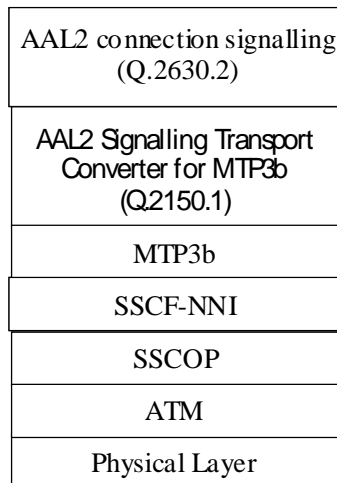 AAL2 connection signalling
(Q.2630.2)
AAL2 Signalling Transport
Converter for MTP3b
(Q.2150.1)
MTP3b
SSCF-NNI
SSCOP
ATM
Physical Layer